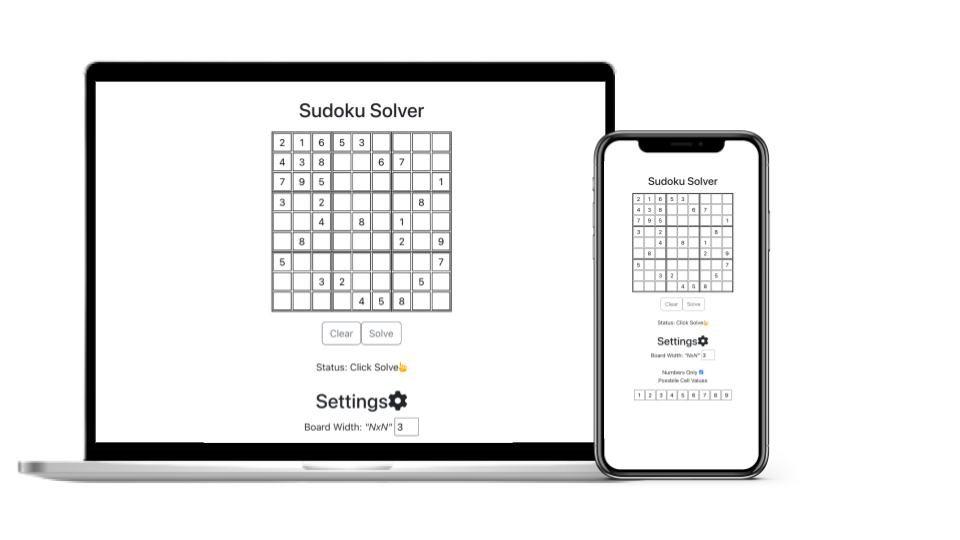 Sudoku Solver
2 1 6 5 3
4 3 8 6 7
7 9 5 1
3 2 8
4 8 1
8 2 9
5 7
3 2 5
4 5 8
Clear Solve
Status: Click Solve👆
Settings
Board Width: "NxN" 3
Sudoku Solver
2 1 6 5 3
4 3 8 6 7
7 9 5 1
3 2 8
4 8 1
8 2 9
5 7
3 2 5
4 5 8
Clear Solve
Status: Click Solve👆
Settings
Board Width: "NxN" 3
Numbers Only
Possbile Cell Values
1 2 3 4 5 6 7 8 9